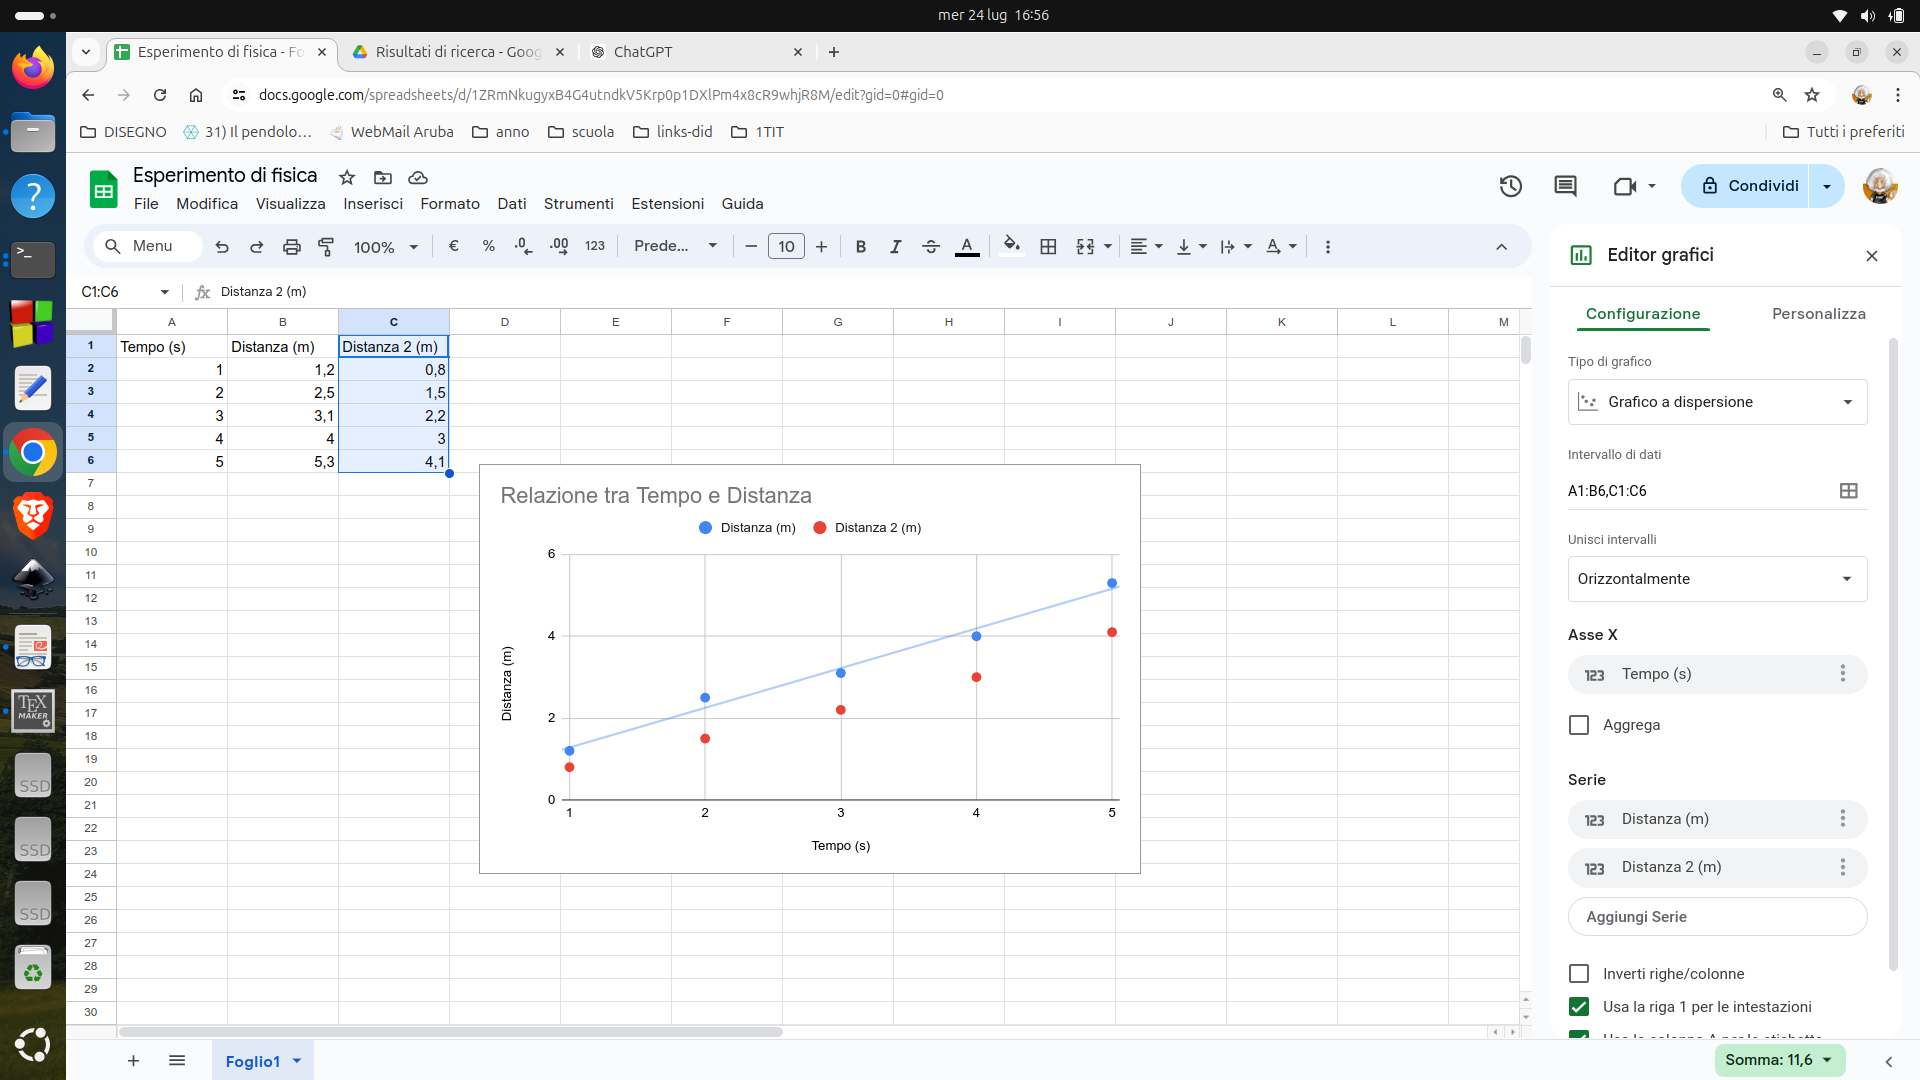 mer 24 lug 16:56
Esperimento di fisica - Fo
Risultati di ricerca - Goog
ChatGPT
docs.google.com/spreadsheets/d/1ZRmNkugyxB4G4utndkV5Krp0p1DXlPm4x8cR9whjR8M/edit?gid=0#gid=0
DISEGNO 31) Il pendolo… WebMail Aruba anno scuola links-did 1TIT Tutti i preferiti
Esperimento di fisica
File Modifica Visualizza Inserisci Formato Dati Strumenti Estensioni Guida
Condividi
Menu 100% € % .0 .00 123 Prede... 10 B I S A
C1:C6 fx Distanza 2 (m)
A B C D E F G H I J K L M
1 Tempo (s) Distanza (m) Distanza 2 (m)
2 1 1,2 0,8
3 2 2,5 1,5
4 3 3,1 2,2
5 4 4 3
6 5 5,3 4,1
7
8
9
10
11
12
13
14
15
16
17
18
19
20
21
22
23
24
25
26
27
28
29
30
Relazione tra Tempo e Distanza
Distanza (m) Distanza 2 (m)
6
4
2
0
Distanza (m)
1 2 3 4 5
Tempo (s)
Editor grafici
Configurazione Personalizza
Tipo di grafico
Grafico a dispersione
Intervallo di dati
A1:B6,C1:C6
Unisci intervalli
Orizzontalmente
Asse X
123 Tempo (s)
Aggrega
Serie
123 Distanza (m)
123 Distanza 2 (m)
Aggiungi Serie
Inverti righe/colonne
Usa la riga 1 per le intestazioni
Foglio1
Somma: 11,6
TEX
MAKER
SSD
SSD
SSD